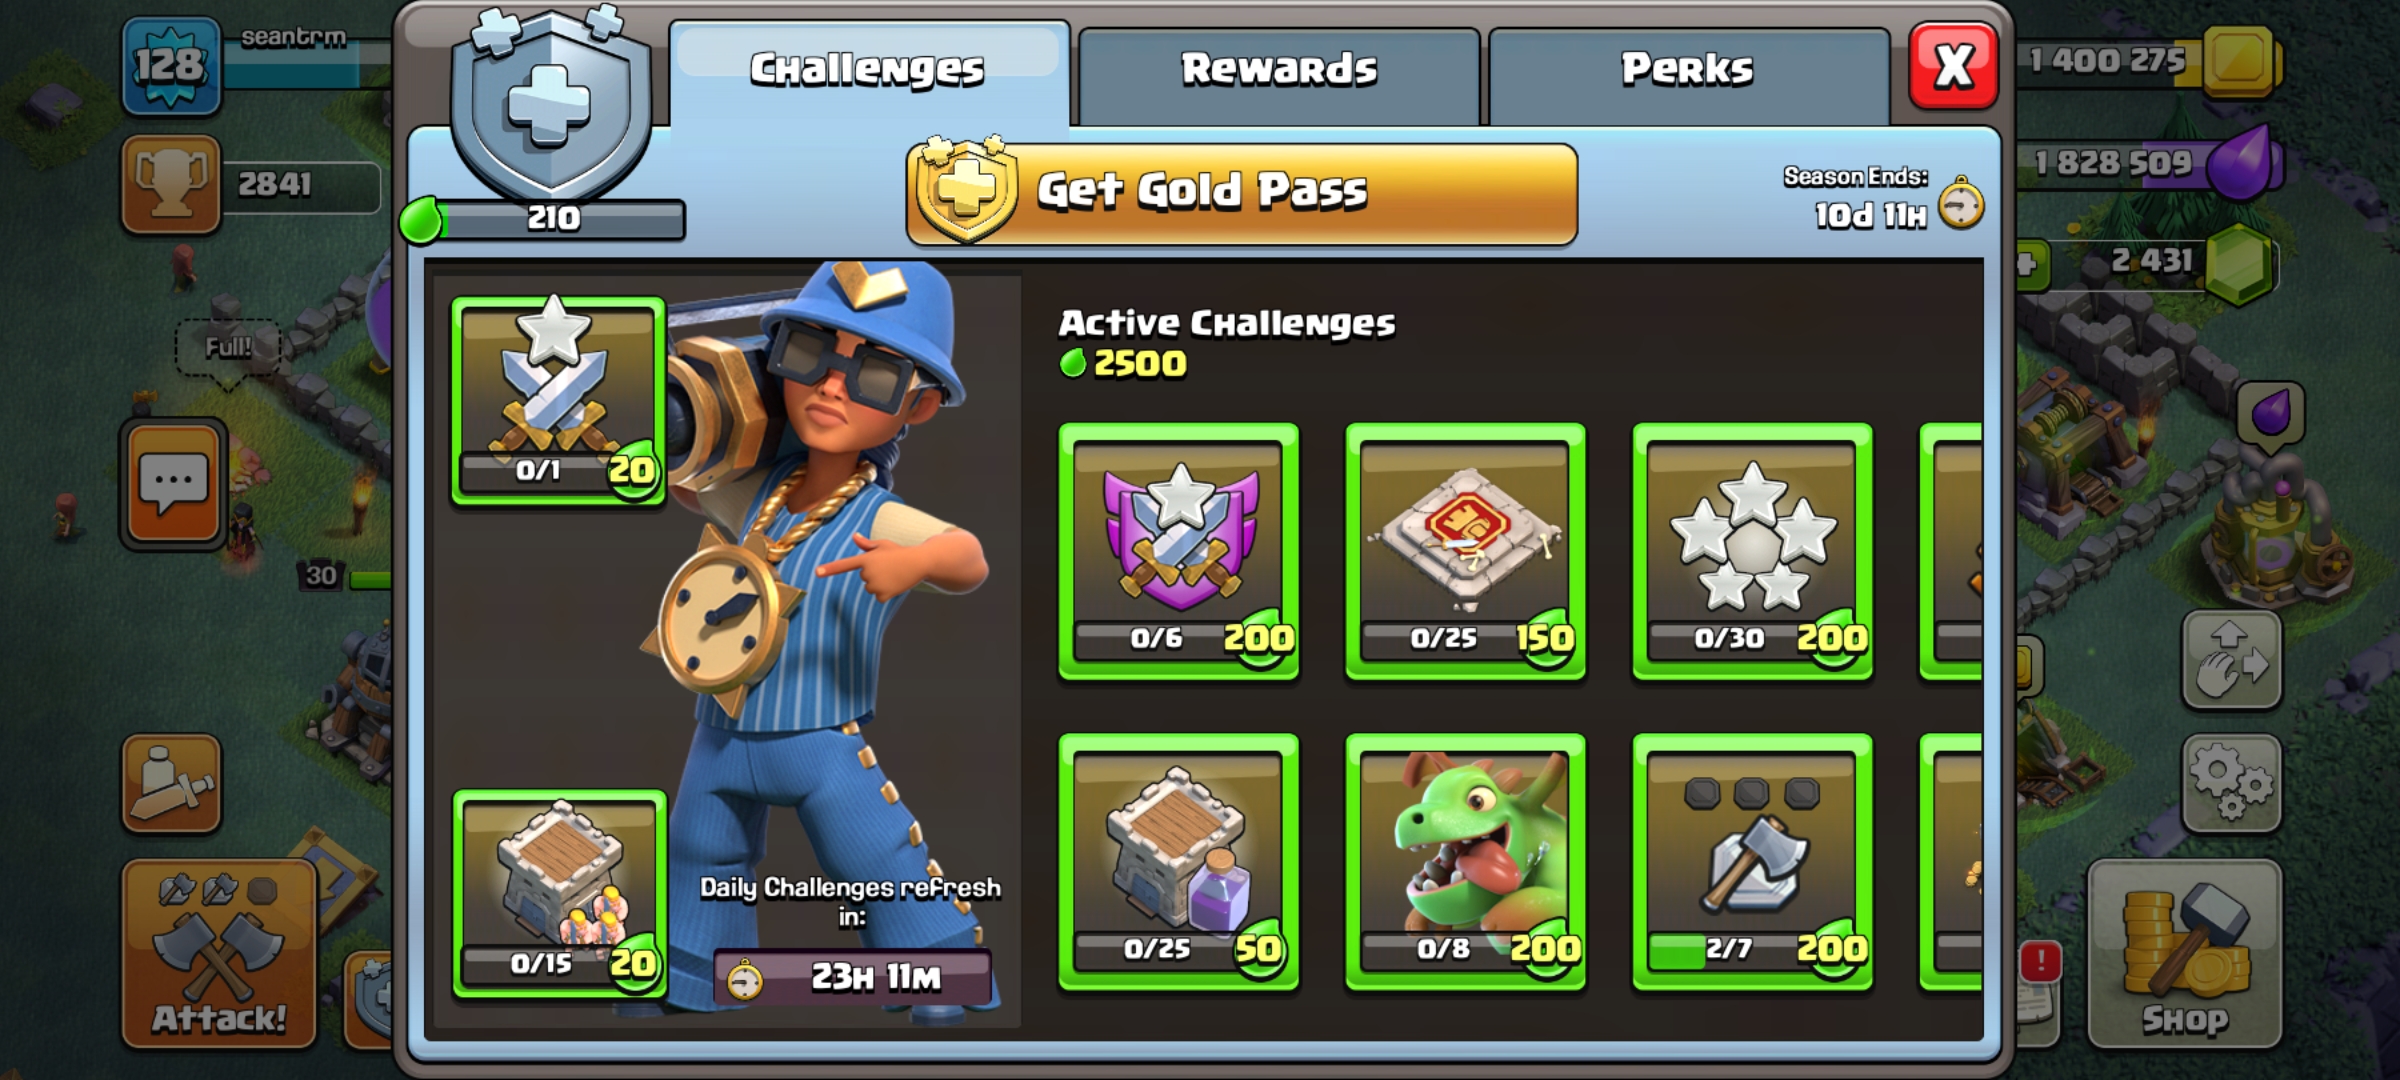 128
seantrm
2841
Full!
30
Attack!
Challenges
Rewards
Perks
X
210
Get Gold Pass
Season Ends:
10d 11H
1 400 275
1 828 509
2 431
0/1
20
0/15
20
Daily Challenges refresh
in:
23H 11M
Active Challenges
2500
0/6
200
0/25
150
0/30
200
0/25
50
0/8
200
2/7
200
!
Shop